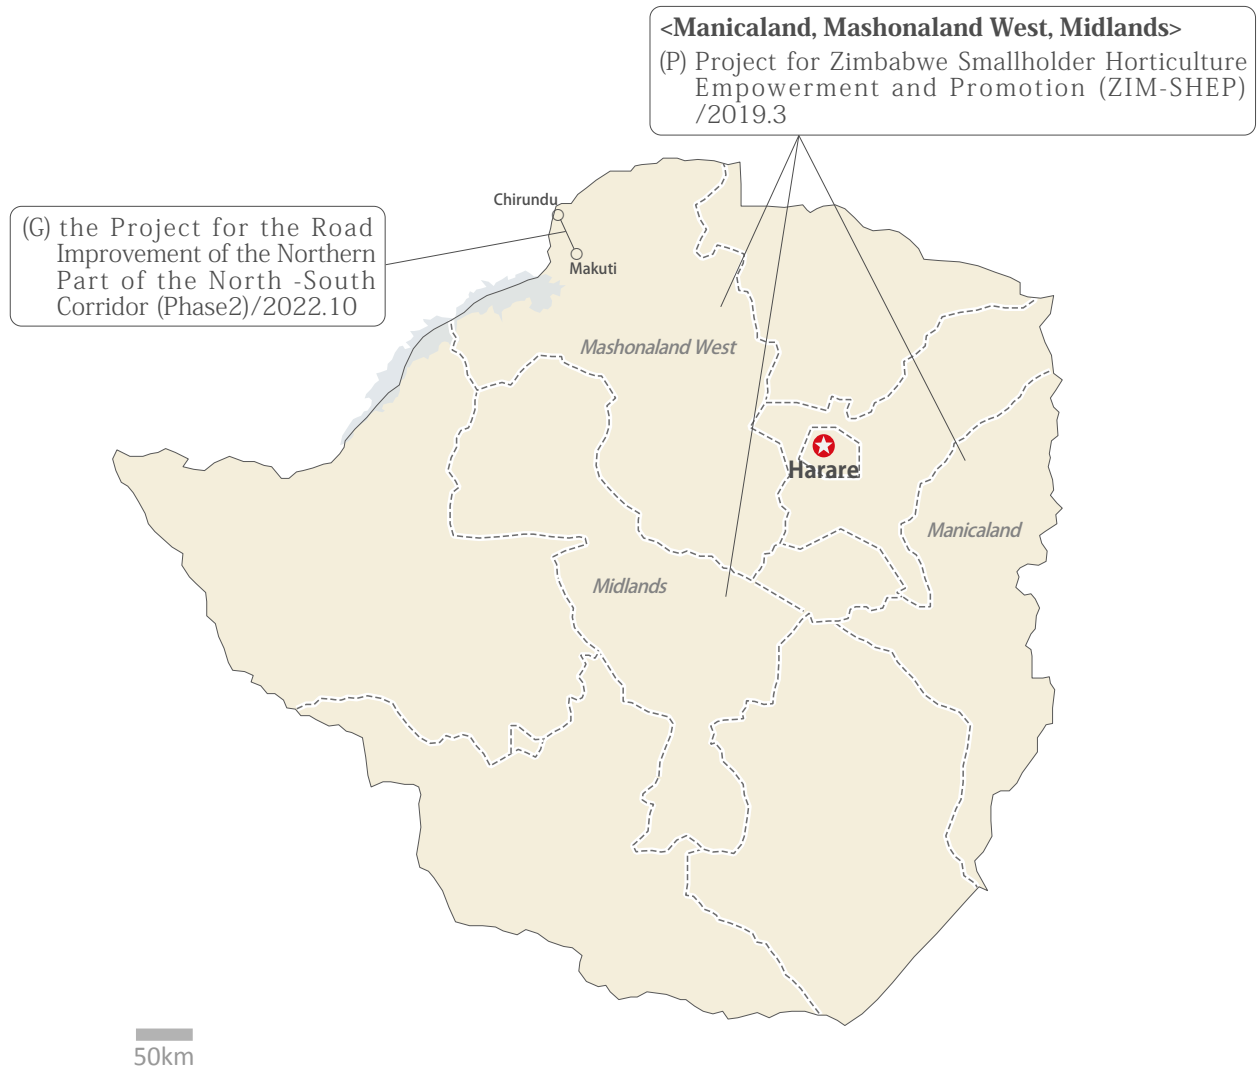 <Manicaland, Mashonaland West, Midlands>
(P) Project for Zimbabwe Smallholder Horticulture
Empowerment and Promotion (ZIM-SHEP)
/2019.3
Chirundu
(G) the Project for the Road
Improvement of the Northern
Part of the North -South
Corridor (Phase2)/2022.10
Makuti
Mashonaland West
Harare
Manicaland
Midlands
50km